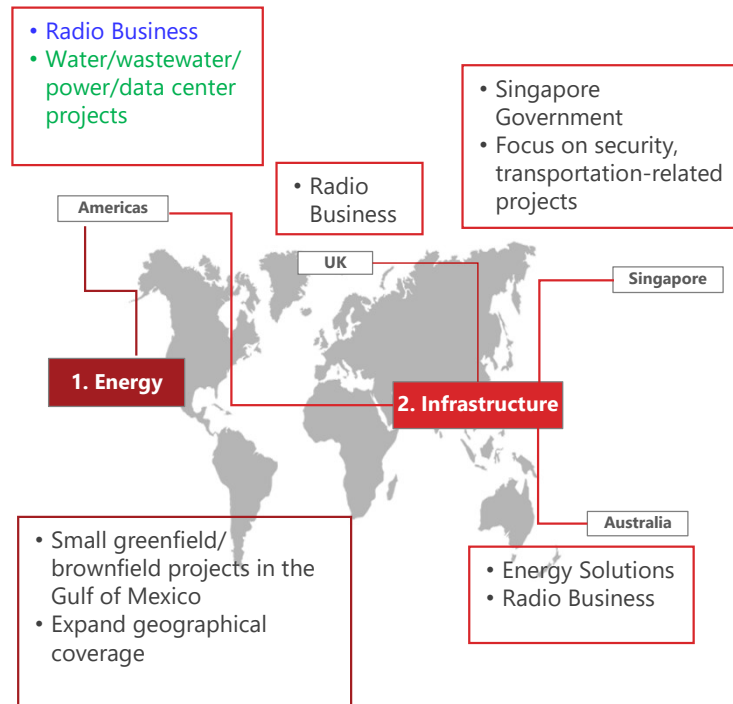 • Radio Business
• Water/wastewater/
power/data center
projects
• Singapore
Government
• Focus on security,
transportation-related
projects
• Radio
Business
Americas
UK
Singapore
1. Energy
2. Infrastructure
Australia
• Small greenfield/
brownfield projects in the
Gulf of Mexico
• Expand geographical
coverage
• Energy Solutions
• Radio Business